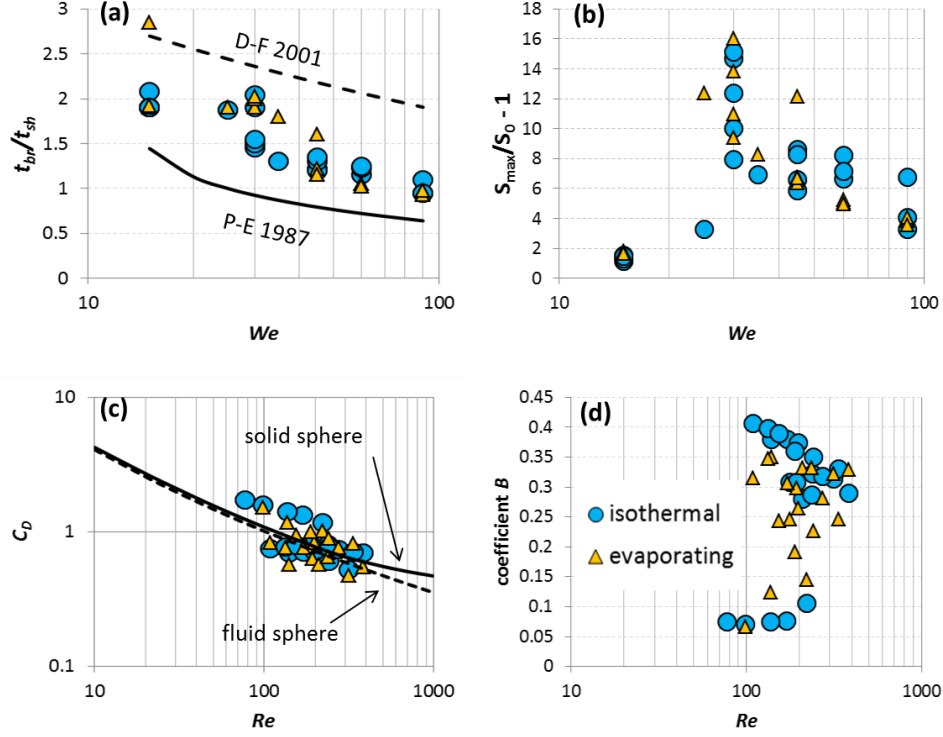 (a)
3
2.5
2
1.5
1
0.5
0
t_br/t_sh
D-F 2001
P-E 1987
10
100
We
(b)
18
16
14
12
10
8
6
4
2
0
S_max/S_0 - 1
10
100
We
(c)
10
1
0.1
C_D
solid sphere
fluid sphere
10
100
1000
Re
(d)
0.45
0.4
0.35
0.3
0.25
0.2
0.15
0.1
0.05
0
coefficient B
isothermal
evaporating
10
100
1000
Re